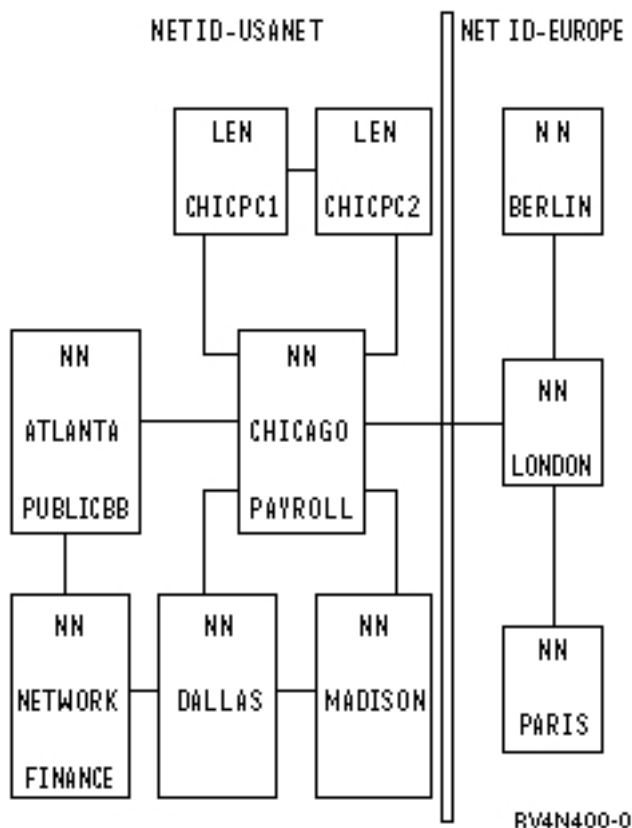 NETID-USANET
NET ID-EUROPE
LEN
CHICPC1
LEN
CHICPC2
NN
BERLIN
NN
ATLANTA
PUBLICBB
NN
CHICAGO
PAYROLL
NN
LONDON
NN
NETWORK
FINANCE
NN
DALLAS
NN
MADISON
NN
PARIS
RV4N400-0